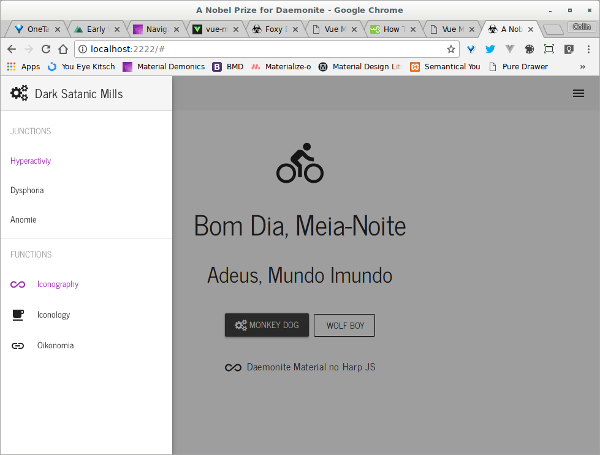 A Nobel Prize for Daemonite - Google Chrome
OneTa
Early
Navig
vue-m
Foxy
Vue M
How T
Vue M
A Nob
Colin
localhost:2222/#
Apps
You Eye Kitsch
Material Demonics
BMD
Materialize-o
Material Design Lit
Semantical You
Pure Drawer
»
Dark Satanic Mills
JUNCTIONS
Hyperactiviy
Dysphoria
Anomie
FUNCTIONS
Iconography
Iconology
Oikonomia
Bom Dia, Meia-Noite
Adeus, Mundo Imundo
MONKEY DOG
WOLF BOY
Daemonite Material no Harp JS